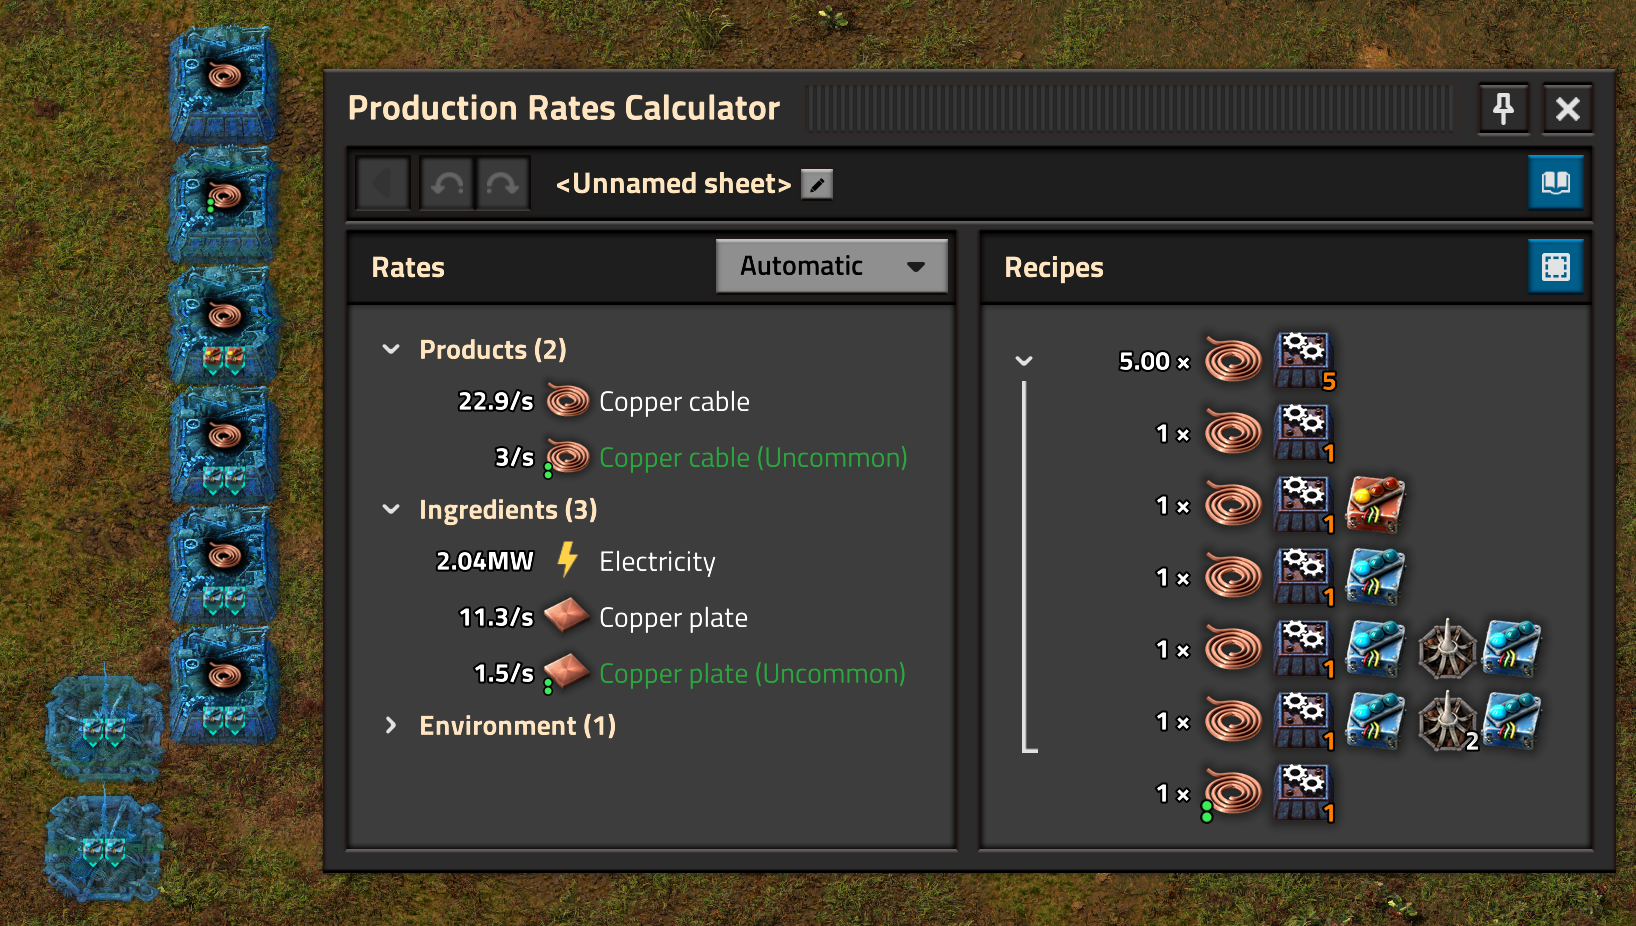 Production Rates Calculator
<Unnamed sheet>
Rates
Automatic
Products (2)
22.9/s Copper cable
3/s Copper cable (Uncommon)
Ingredients (3)
2.04MW Electricity
11.3/s Copper plate
1.5/s Copper plate (Uncommon)
Environment (1)
Recipes
5.00 × 5
1 × 1
1 × 1
1 × 1
1 × 1
1 × 1 2
1 × 1